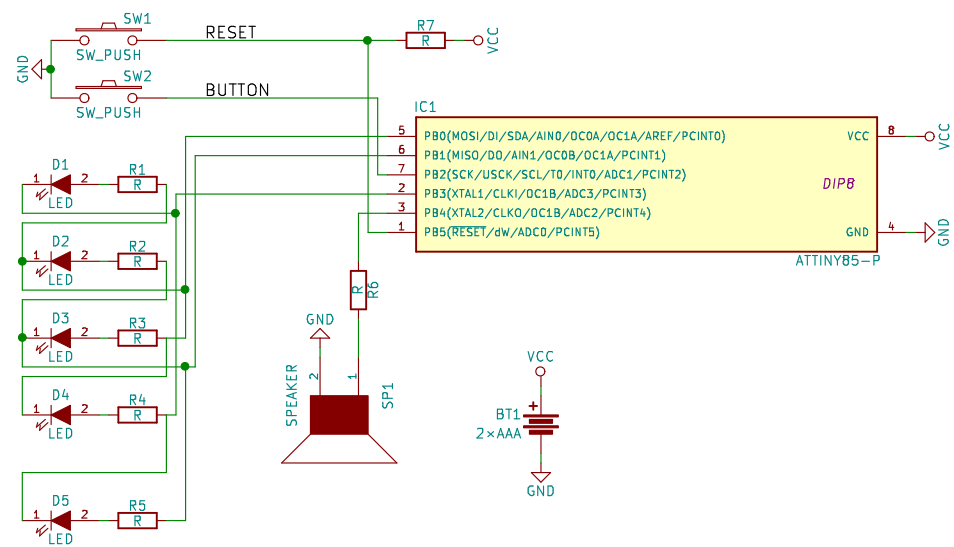 SW1
RESET
SW_PUSH
R7
R
VCC
GND
SW2
BUTTON
SW_PUSH
IC1
5 PB0(MOSI/DI/SDA/AIN0/OC0A/OC1A/AREF/PCINT0) VCC 8
VCC
6 PB1(MISO/DO/AIN1/OC0B/OC1A/PCINT1)
7 PB2(SCK/USCK/SCL/T0/INT0/ADC1/PCINT2)
DIP8
2 PB3(XTAL1/CLKI/OC1B/ADC3/PCINT3)
3 PB4(XTAL2/CLKO/OC1B/ADC2/PCINT4)
1 PB5(RESET/dW/ADC0/PCINT5) GND 4
GND
ATTINY85-P
D1
1 2
LED
R1
R
D2
1 2
LED
R2
R
D3
1 2
LED
R3
R
D4
1 2
LED
R4
R
D5
1 2
LED
R5
R
R
R6
GND
SPEAKER
2
1
SP1
VCC
+
BT1
2×AAA
GND